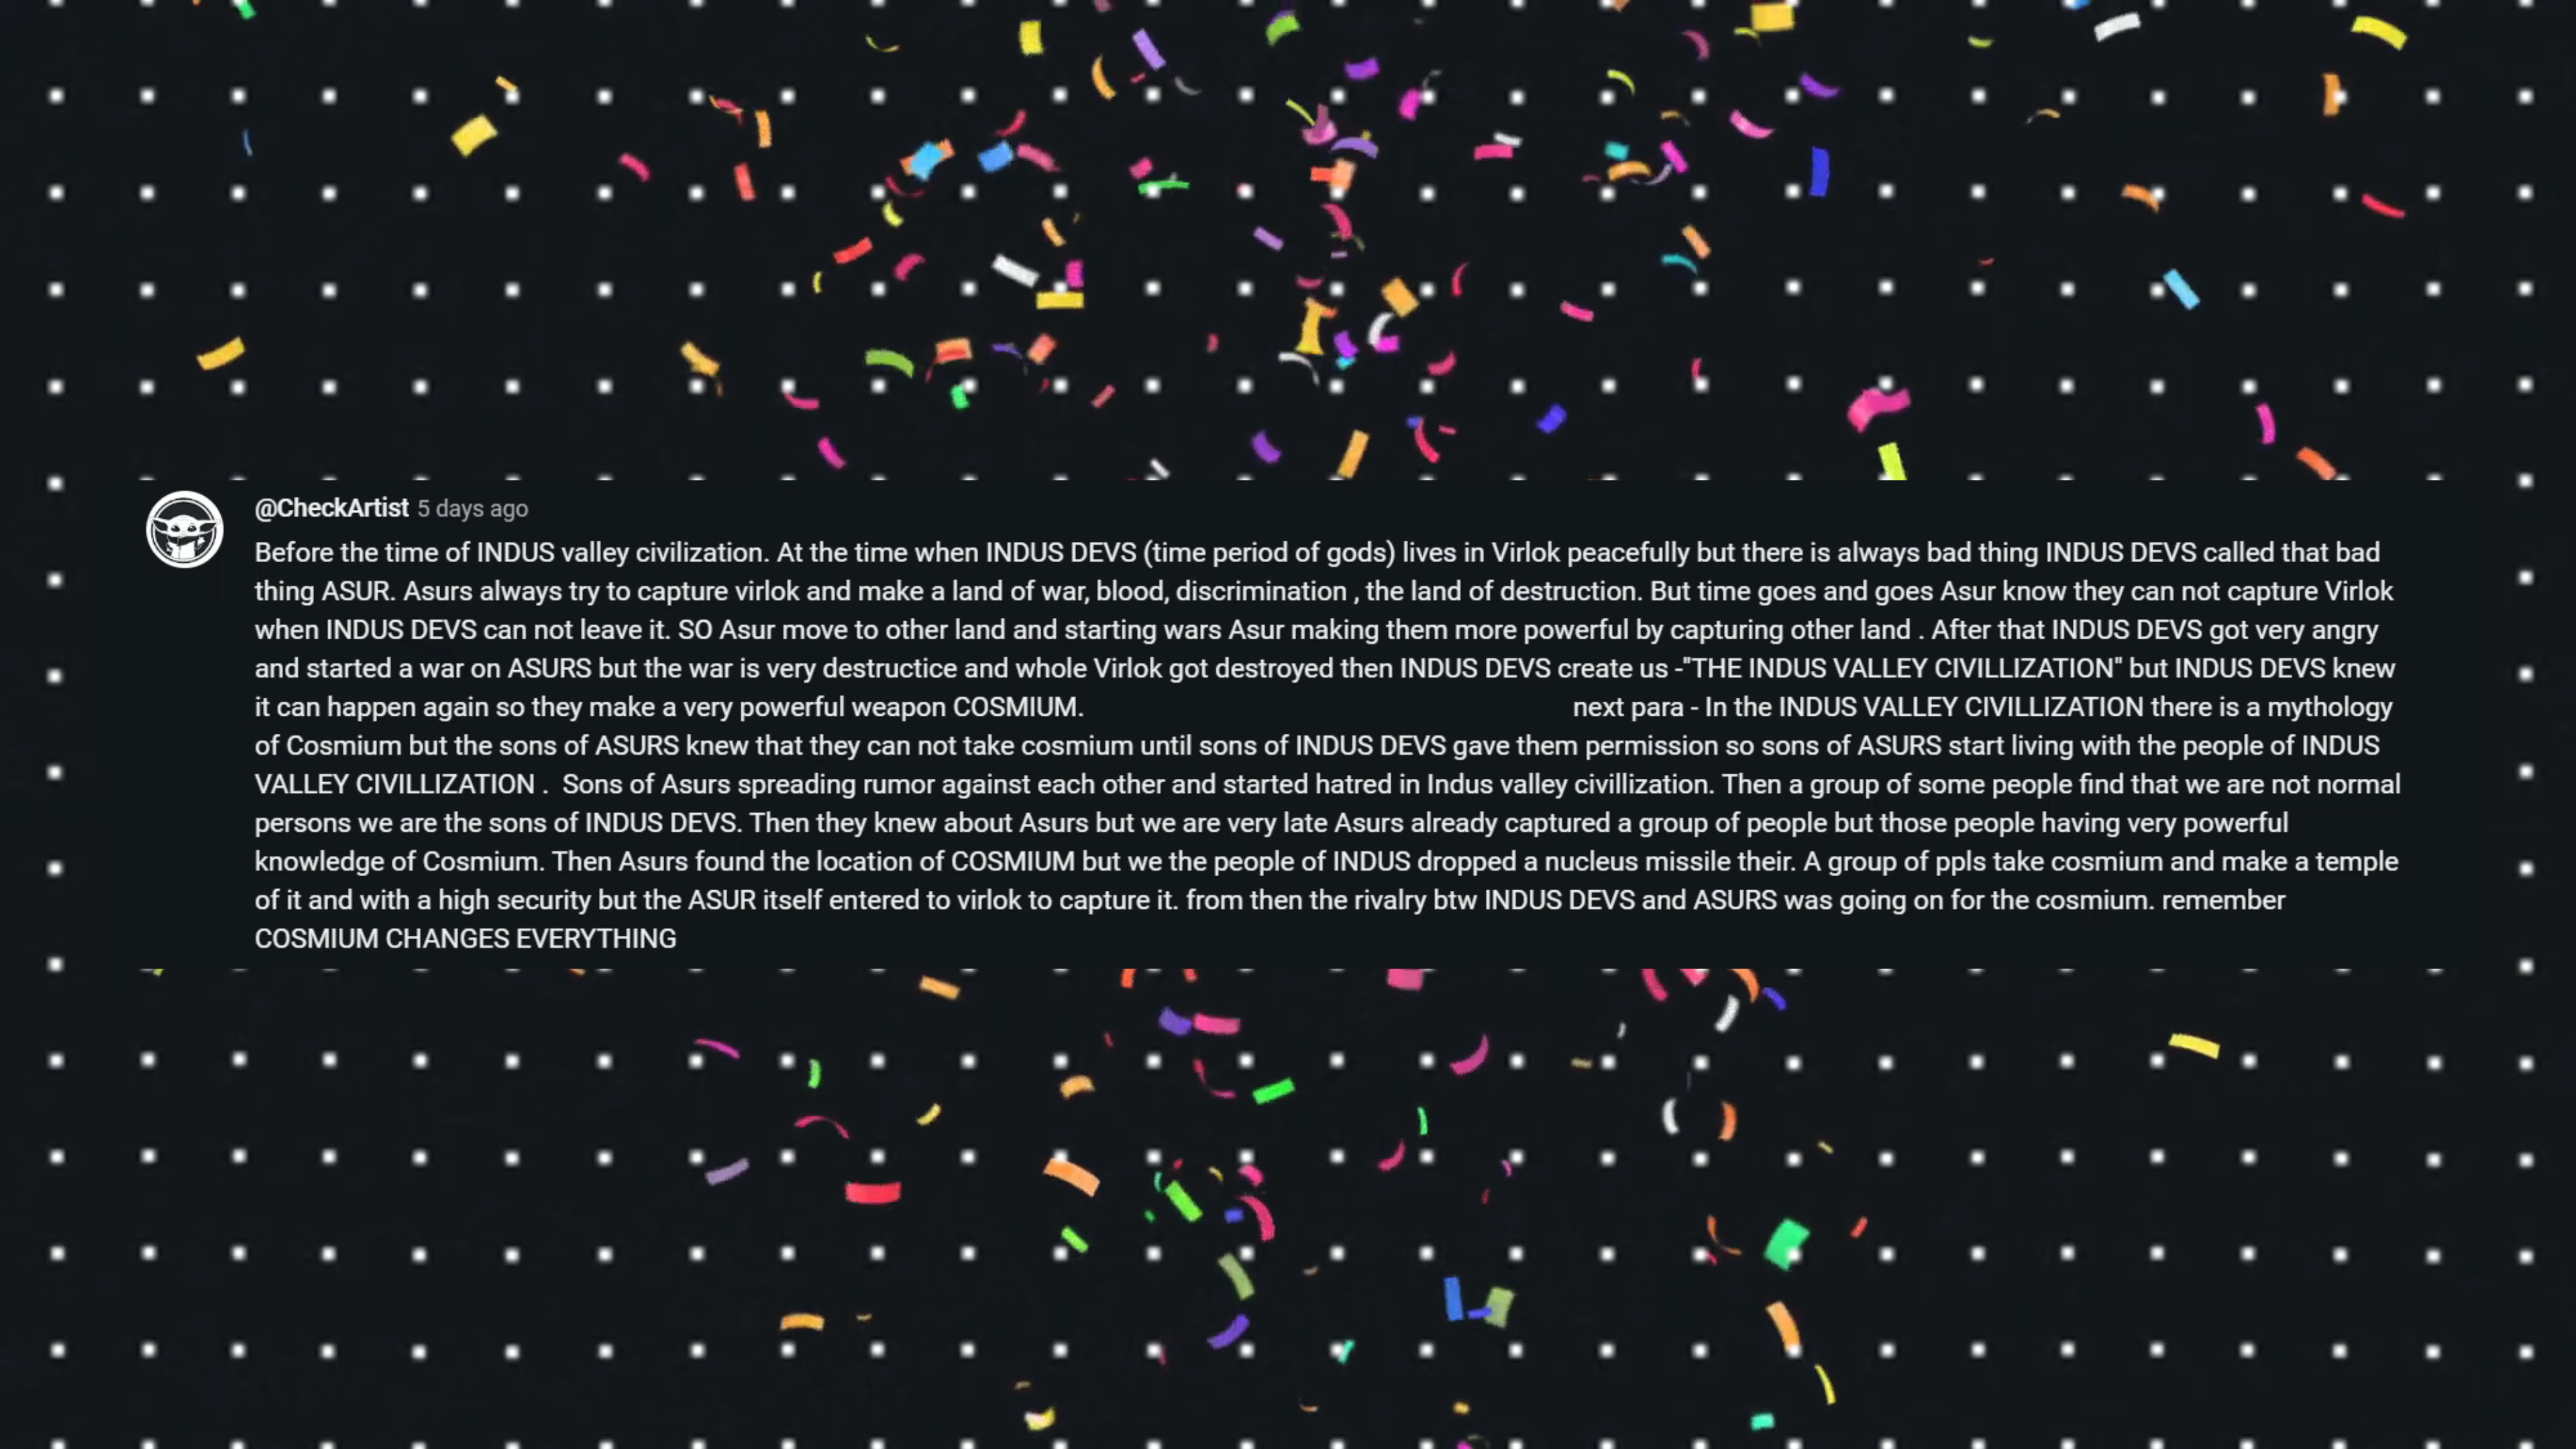 @CheckArtist 5 days ago
Before the time of INDUS valley civilization. At the time when INDUS DEVS (time period of gods) lives in Virlok peacefully but there is always bad thing INDUS DEVS called that bad
thing ASUR. Asurs always try to capture virlok and make a land of war, blood, discrimination , the land of destruction. But time goes and goes Asur know they can not capture Virlok
when INDUS DEVS can not leave it. SO Asur move to other land and starting wars Asur making them more powerful by capturing other land . After that INDUS DEVS got very angry
and started a war on ASURS but the war is very destructice and whole Virlok got destroyed then INDUS DEVS create us -"THE INDUS VALLEY CIVILLIZATION" but INDUS DEVS knew
it can happen again so they make a very powerful weapon COSMIUM. next para - In the INDUS VALLEY CIVILLIZATION there is a mythology
of Cosmium but the sons of ASURS knew that they can not take cosmium until sons of INDUS DEVS gave them permission so sons of ASURS start living with the people of INDUS
VALLEY CIVILLIZATION . Sons of Asurs spreading rumor against each other and started hatred in Indus valley civillization. Then a group of some people find that we are not normal
persons we are the sons of INDUS DEVS. Then they knew about Asurs but we are very late Asurs already captured a group of people but those people having very powerful
knowledge of Cosmium. Then Asurs found the location of COSMIUM but we the people of INDUS dropped a nucleus missile their. A group of ppls take cosmium and make a temple
of it and with a high security but the ASUR itself entered to virlok to capture it. from then the rivalry btw INDUS DEVS and ASURS was going on for the cosmium. remember
COSMIUM CHANGES EVERYTHING